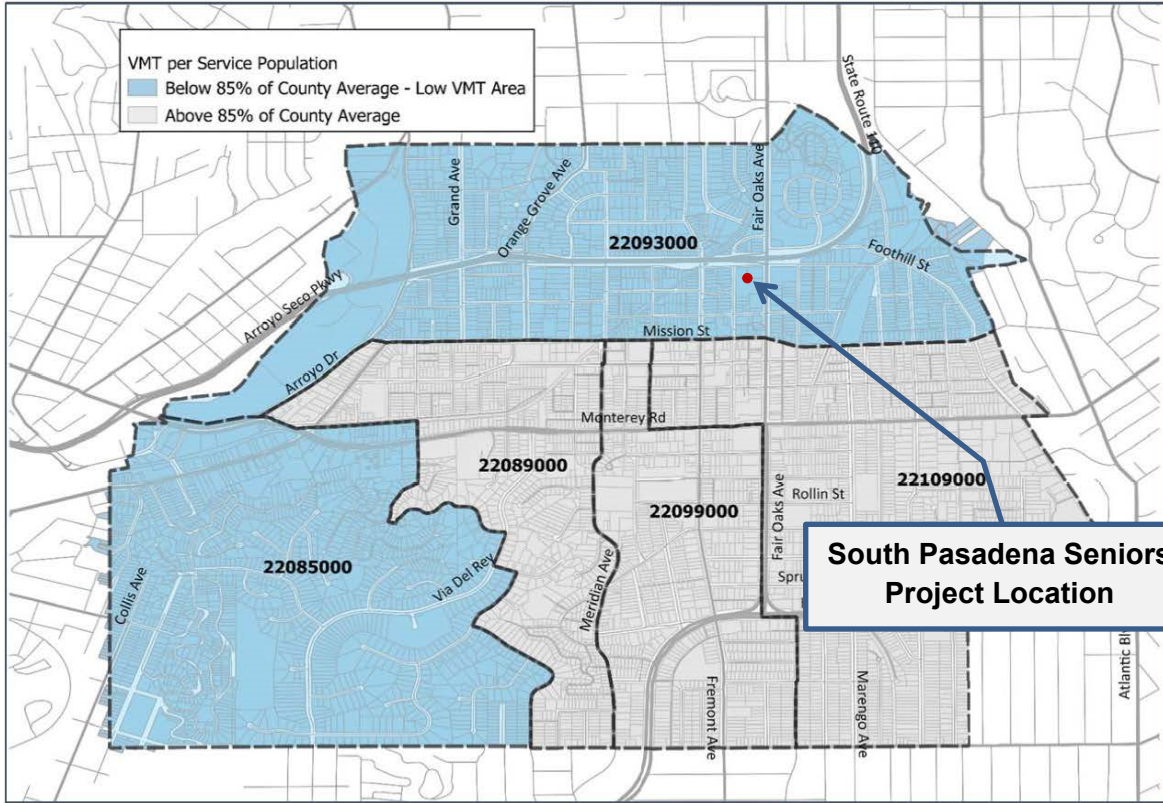 VMT per Service Population
Below 85% of County Average - Low VMT Area
Above 85% of County Average
State Route 110
Grand Ave
Orange Grove Ave
Fair Oaks Ave
22093000
Foothill St
Arroyo Seco Pkwy
Mission St
Arroyo Dr
Monterey Rd
22089000
22109000
Rollin St
22099000
Fair Oaks Ave
22085000
Via Del Rey
Collis Ave
Meridian Ave
Spru
South Pasadena Seniors
Project Location
Fremont Ave
Marengo Ave
Atlantic Bl